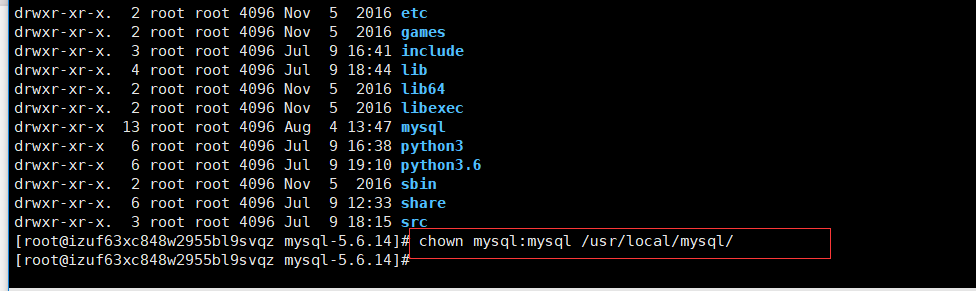 drwxr-xr-x. 2 root root 4096 Nov 5 2016 etc
drwxr-xr-x. 2 root root 4096 Nov 5 2016 games
drwxr-xr-x. 3 root root 4096 Jul 9 16:41 include
drwxr-xr-x. 4 root root 4096 Jul 9 18:44 lib
drwxr-xr-x. 2 root root 4096 Nov 5 2016 lib64
drwxr-xr-x. 2 root root 4096 Nov 5 2016 libexec
drwxr-xr-x 13 root root 4096 Aug 4 13:47 mysql
drwxr-xr-x 6 root root 4096 Jul 9 16:38 python3
drwxr-xr-x 6 root root 4096 Jul 9 19:10 python3.6
drwxr-xr-x. 2 root root 4096 Nov 5 2016 sbin
drwxr-xr-x. 6 root root 4096 Jul 9 12:33 share
drwxr-xr-x. 3 root root 4096 Jul 9 18:15 src
[root@izuf63xc848w2955bl9svqz mysql-5.6.14]# chown mysql:mysql /usr/local/mysql/
[root@izuf63xc848w2955bl9svqz mysql-5.6.14]#